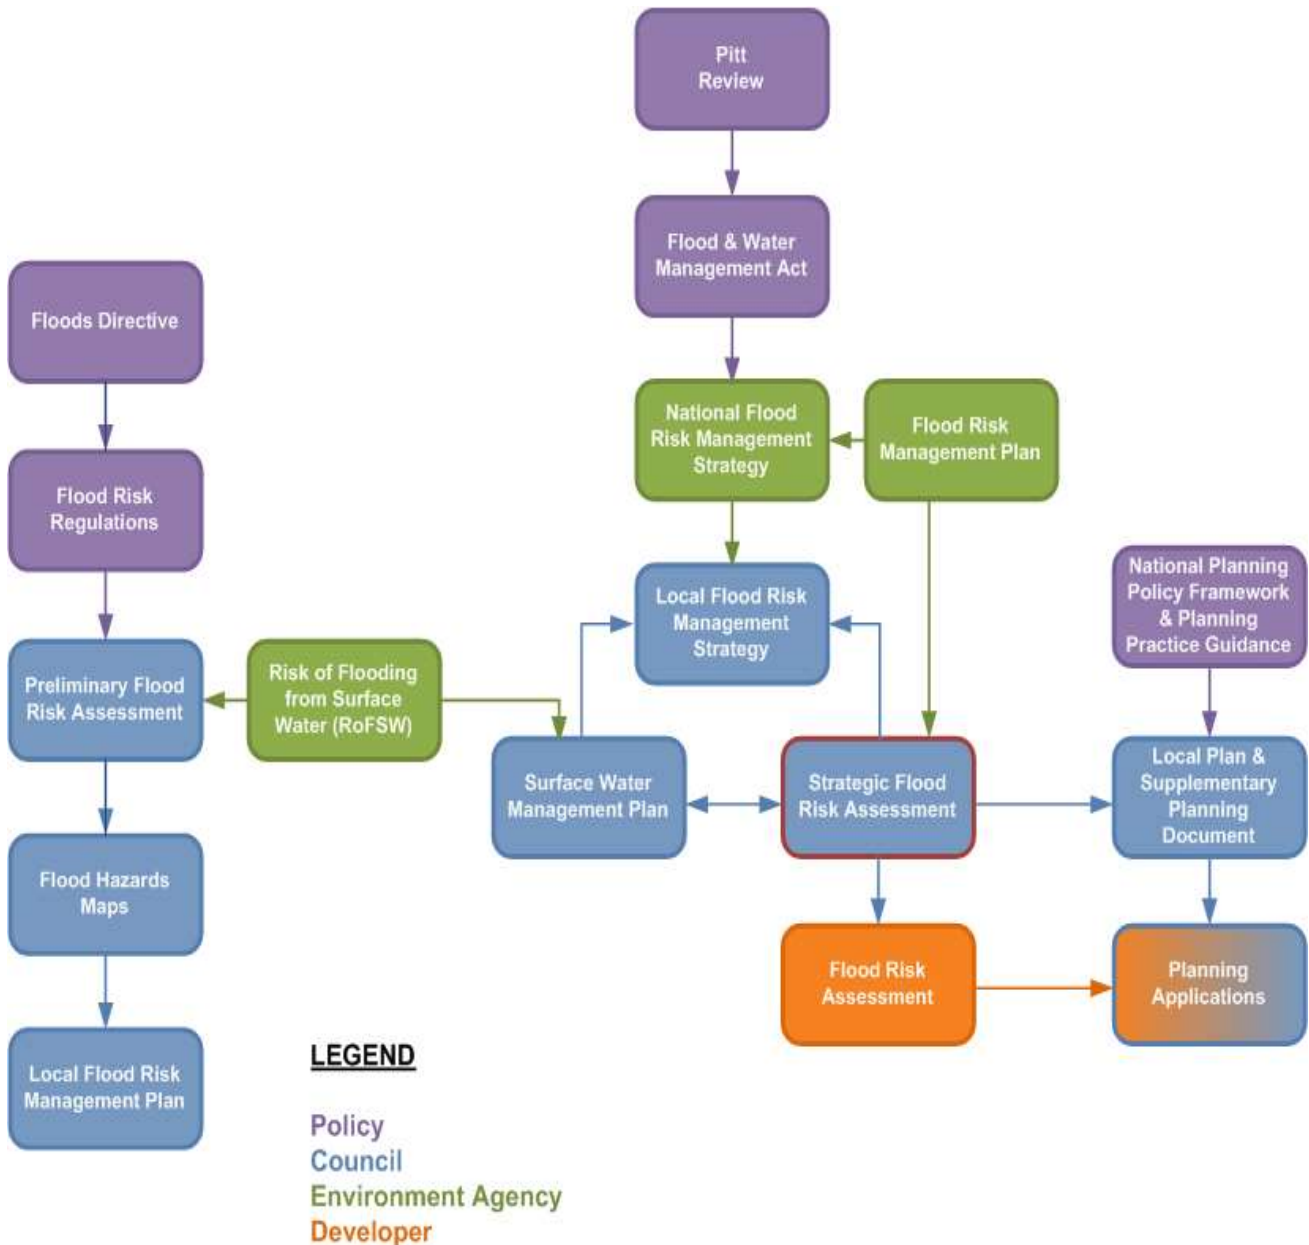 Pitt
Review
Flood & Water
Management Act
Floods Directive
National Flood
Risk Management
Strategy
Flood Risk
Management Plan
Flood Risk
Regulations
National Planning
Policy Framework
& Planning
Practice Guidance
Local Flood Risk
Management
Strategy
Preliminary Flood
Risk Assessment
Risk of Flooding
from Surface
Water (RoFSW)
Surface Water
Management Plan
Strategic Flood
Risk Assessment
Local Plan &
Supplementary
Planning
Document
Flood Hazards
Maps
Flood Risk
Assessment
Planning
Applications
Local Flood Risk
Management Plan
LEGEND
Policy
Council
Environment Agency
Developer